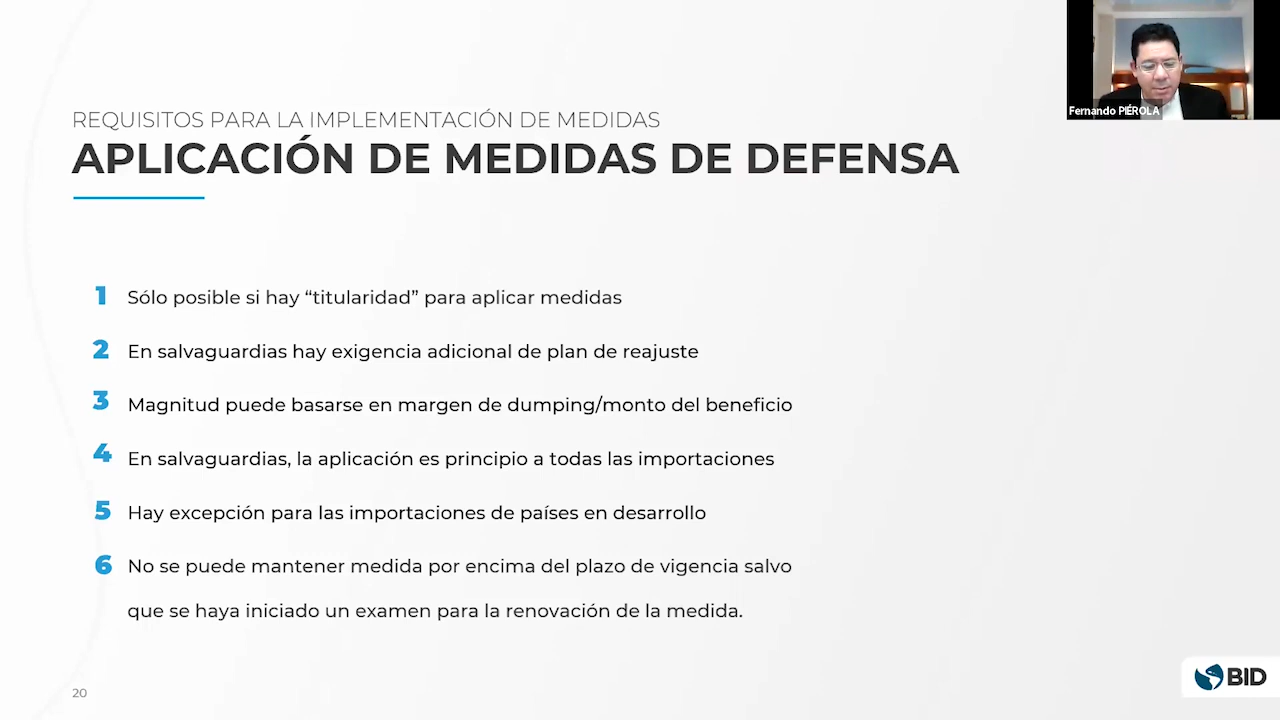 Fernando PIÉROLA
REQUISITOS PARA LA IMPLEMENTACIÓN DE MEDIDAS
APLICACIÓN DE MEDIDAS DE DEFENSA
1 Sólo posible si hay “titularidad” para aplicar medidas
2 En salvaguardias hay exigencia adicional de plan de reajuste
3 Magnitud puede basarse en margen de dumping/monto del beneficio
4 En salvaguardias, la aplicación es principio a todas las importaciones
5 Hay excepción para las importaciones de países en desarrollo
6 No se puede mantener medida por encima del plazo de vigencia salvo
que se haya iniciado un examen para la renovación de la medida.
20
BID